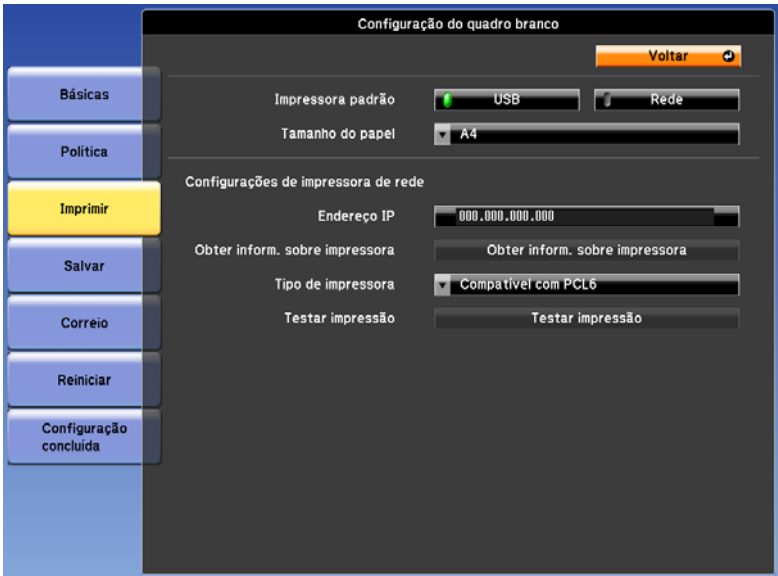 Configuração do quadro branco
Voltar
Básicas
Política
Imprimir
Salvar
Correio
Reiniciar
Configuração
concluída
Impressora padrão USB Rede
Tamanho do papel A4
Configurações de impressora de rede
Endereço IP 000.000.000.000
Obter inform. sobre impressora Obter inform. sobre impressora
Tipo de impressora Compatível com PCL6
Testar impressão Testar impressão